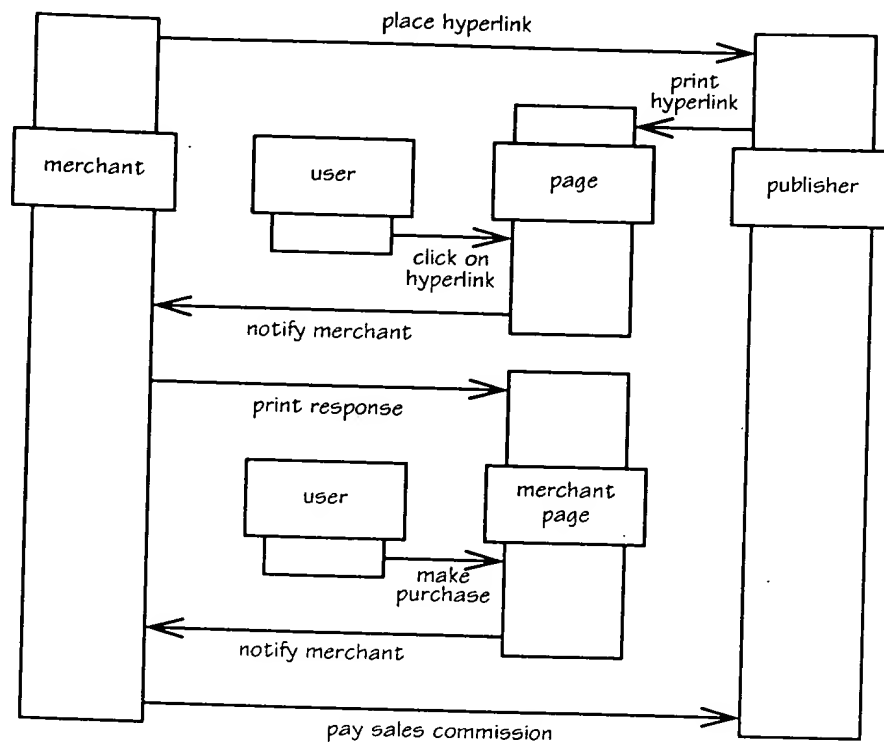 place hyperlink
print
hyperlink
merchant
user
page
publisher
click on
hyperlink
notify merchant
print response
user
merchant
page
make
purchase
notify merchant
pay sales commission